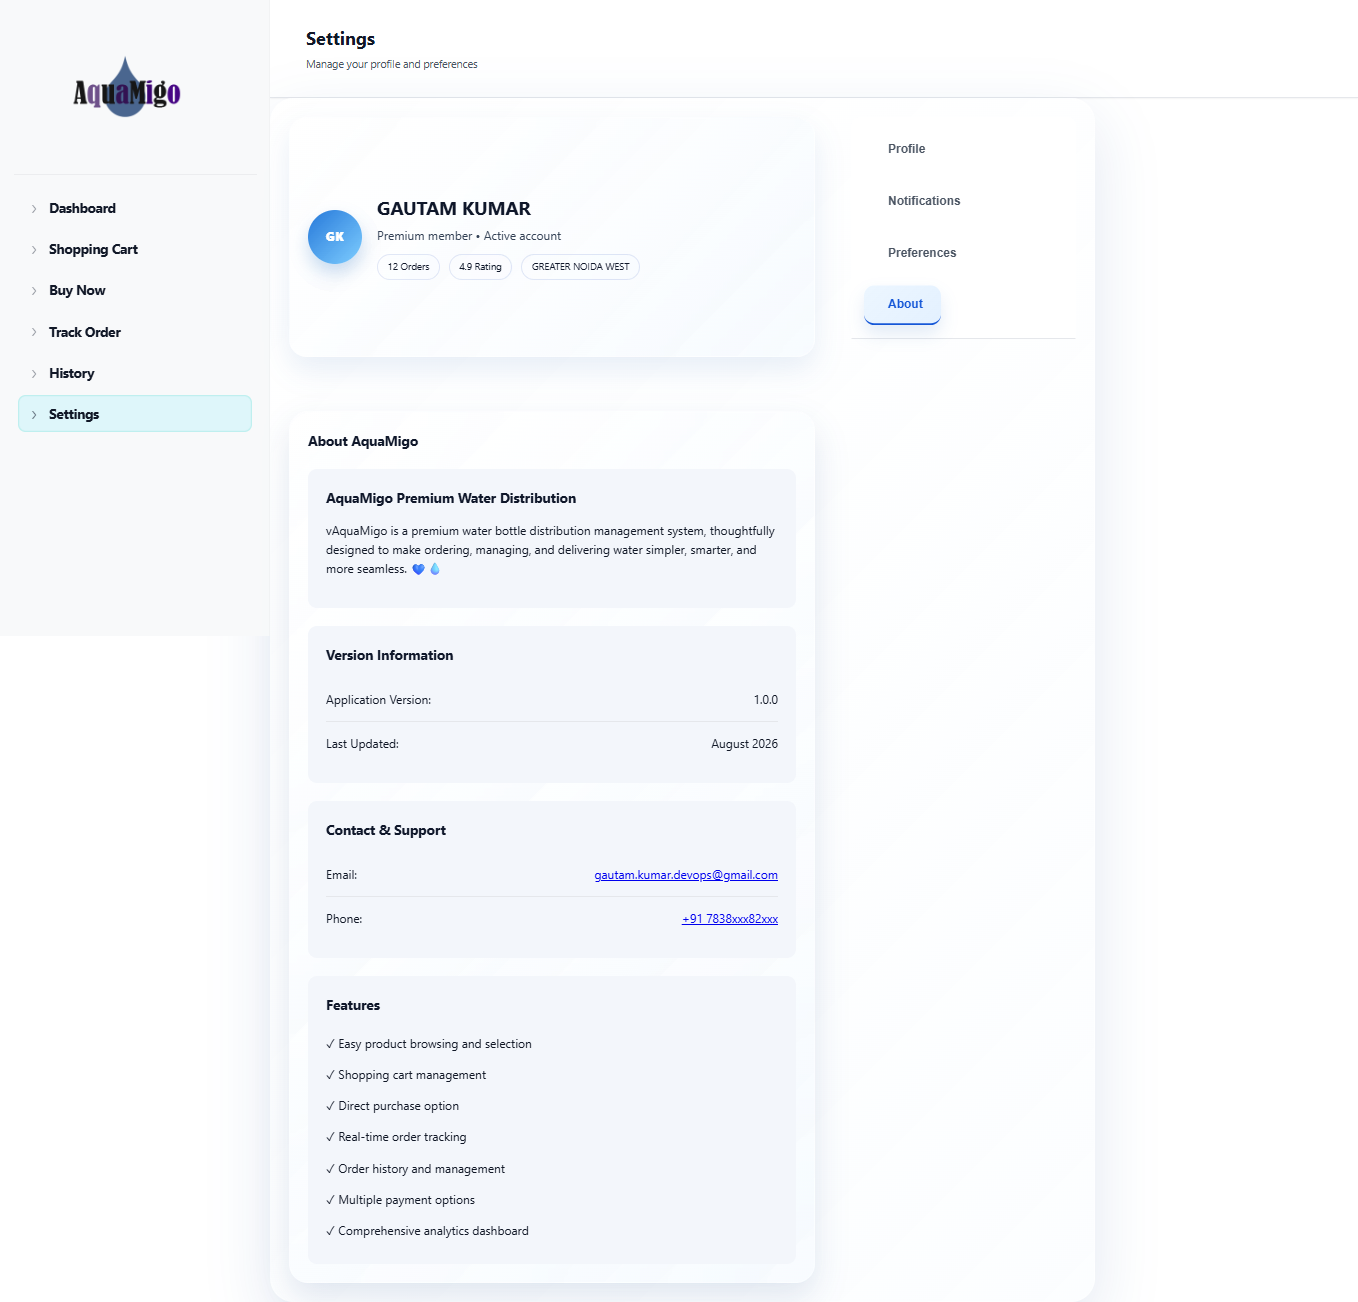 AquaMigo
Dashboard
Shopping Cart
Buy Now
Track Order
History
Settings
Settings
Manage your profile and preferences
GK
GAUTAM KUMAR
Premium member • Active account
12 Orders
4.9 Rating
GREATER NOIDA WEST
Profile
Notifications
Preferences
About
About AquaMigo
AquaMigo Premium Water Distribution
vAquaMigo is a premium water bottle distribution management system, thoughtfully
designed to make ordering, managing, and delivering water simpler, smarter, and
more seamless. 💙 💧
Version Information
Application Version: 1.0.0
Last Updated: August 2026
Contact & Support
Email: gautam.kumar.devops@gmail.com
Phone: +91 7838xxx82xxx
Features
✓ Easy product browsing and selection
✓ Shopping cart management
✓ Direct purchase option
✓ Real-time order tracking
✓ Order history and management
✓ Multiple payment options
✓ Comprehensive analytics dashboard